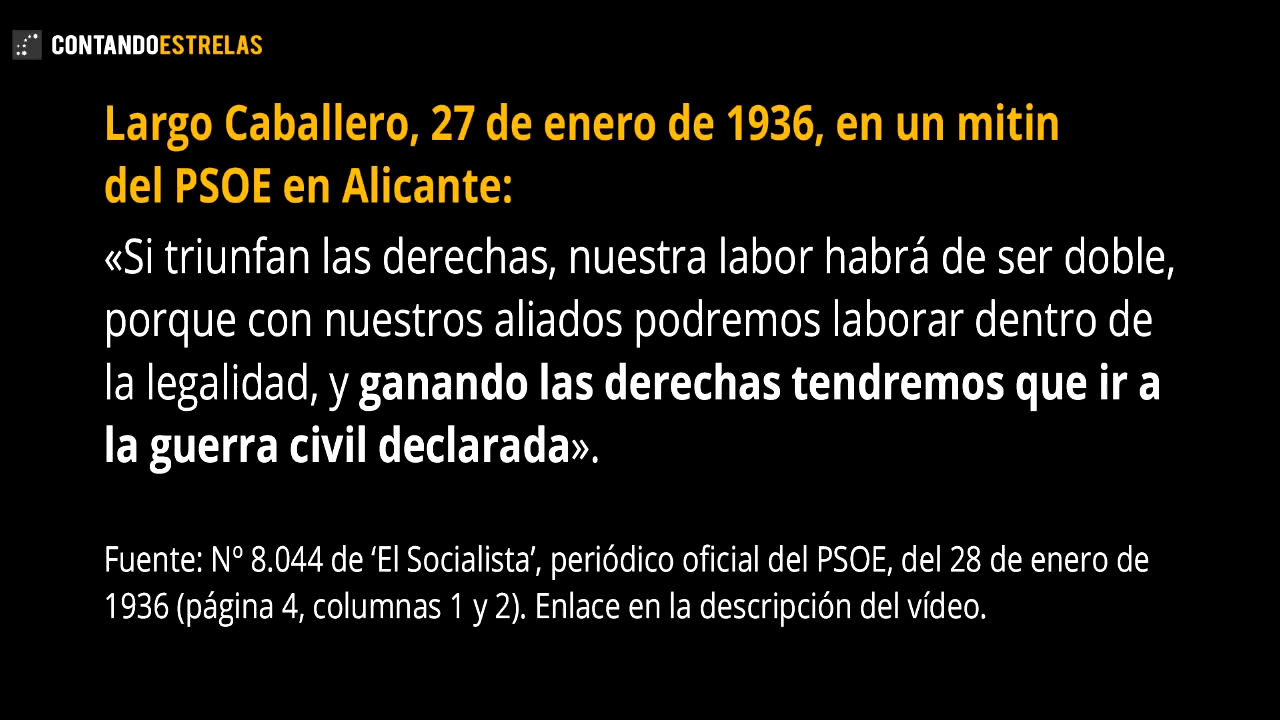 CONTANDOESTRELAS
Largo Caballero, 27 de enero de 1936, en un mitin
del PSOE en Alicante:
«Si triunfan las derechas, nuestra labor habrá de ser doble,
porque con nuestros aliados podremos laborar dentro de
la legalidad, y ganando las derechas tendremos que ir a
la guerra civil declarada».
Fuente: Nº 8.044 de ‘El Socialista’, periódico oficial del PSOE, del 28 de enero de
1936 (página 4, columnas 1 y 2). Enlace en la descripción del vídeo.